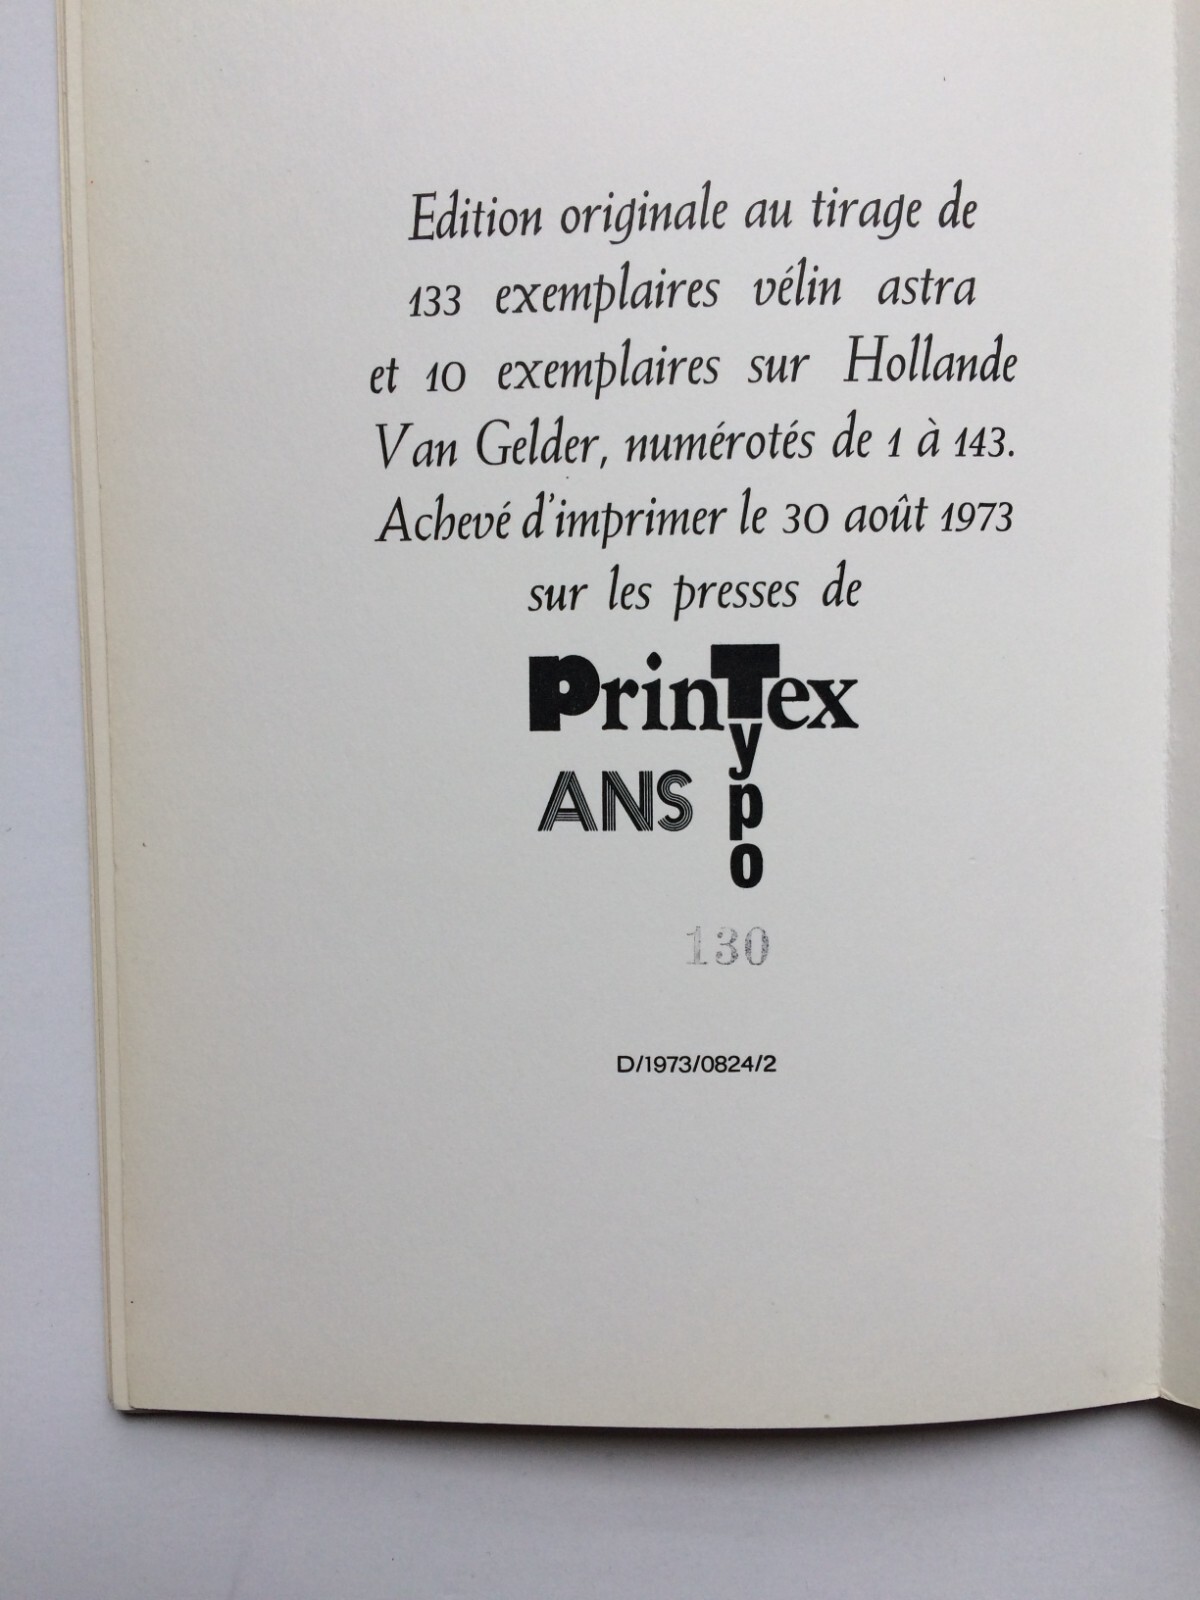 Edition originale au tirage de
133 exemplaires vélin astra
et 10 exemplaires sur Hollande
Van Gelder, numérotés de 1 à 143.
Achevé d'imprimer le 30 août 1973
sur les presses de
PrinTex
Typo
ANS
130
D/1973/0824/2